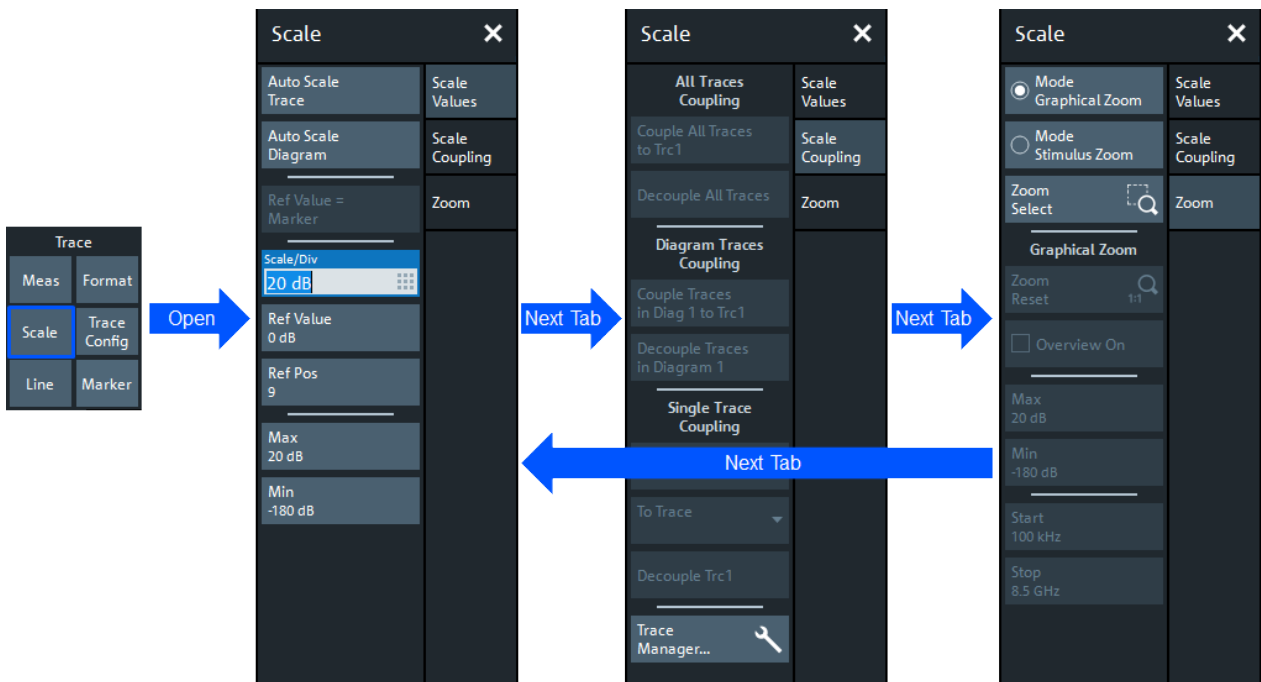 Trace
Meas
Format
Scale
Trace
Config
Line
Marker
Open
Scale
Auto Scale
Trace
Auto Scale
Diagram
Ref Value =
Marker
Scale/Div
20 dB
Ref Value
0 dB
Ref Pos
9
Max
20 dB
Min
-180 dB
Scale
Values
Scale
Coupling
Zoom
Next Tab
Scale
All Traces
Coupling
Couple All Traces
to Trc1
Decouple All Traces
Diagram Traces
Coupling
Couple Traces
in Diag 1 to Trc1
Decouple Traces
in Diagram 1
Single Trace
Coupling
To Trace
Decouple Trc1
Trace
Manager...
Scale
Values
Scale
Coupling
Zoom
Next Tab
Next Tab
Scale
Mode
Graphical Zoom
Mode
Stimulus Zoom
Zoom
Select
Graphical Zoom
Zoom
Reset
1:1
Overview On
Max
20 dB
Min
-180 dB
Start
100 kHz
Stop
8.5 GHz
Scale
Values
Scale
Coupling
Zoom